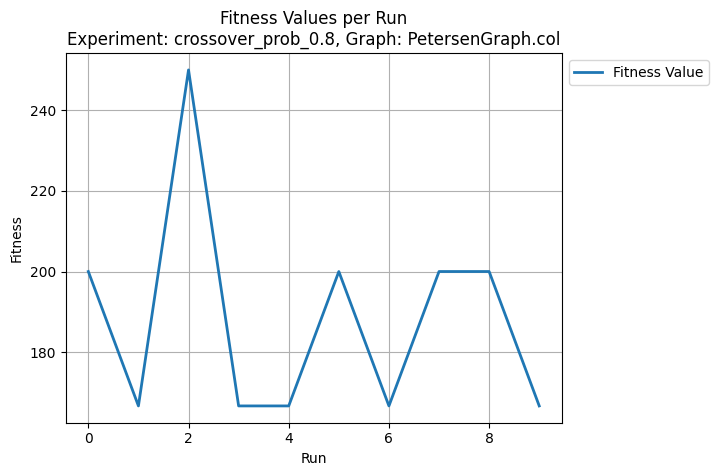 Fitness Values per Run
Experiment: crossover_prob_0.8, Graph: PetersenGraph.col
Fitness Value
240
220
200
180
Fitness
0 2 4 6 8
Run